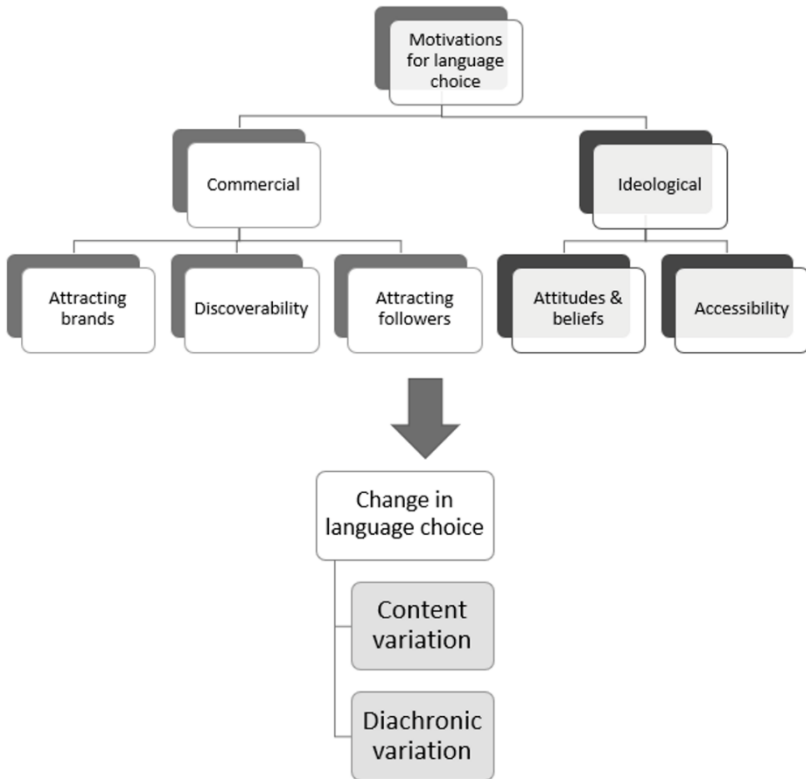 Motivations
for language
choice
Commercial
Ideological
Attracting
brands
Discoverability
Attracting
followers
Attitudes &
beliefs
Accessibility
Change in
language choice
Content
variation
Diachronic
variation